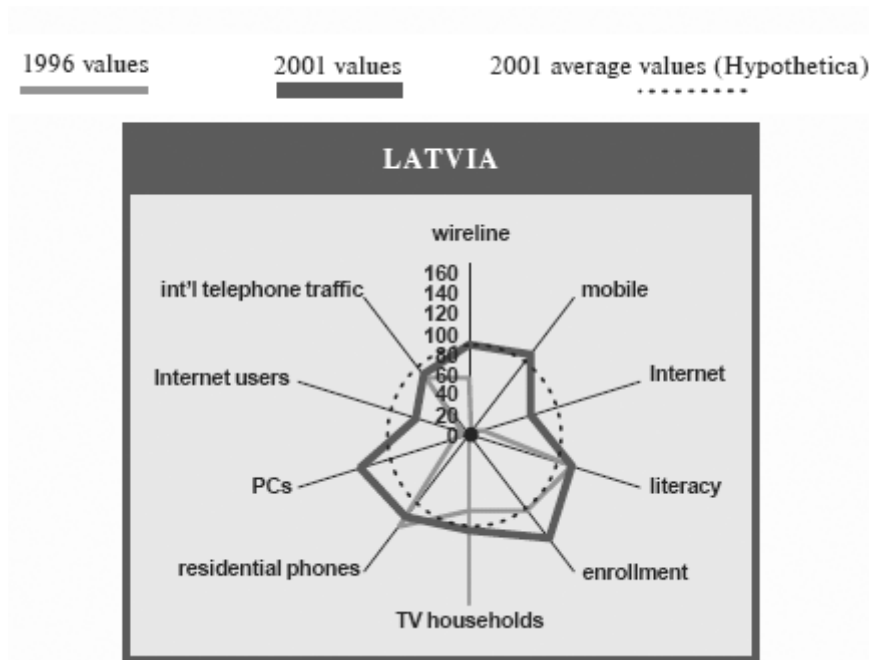 1996 values
2001 values
2001 average values (Hypothetica)
LATVIA
wireline
160
140
120
100
80
60
40
20
0
int'l telephone traffic
mobile
Internet users
Internet
PCs
literacy
residential phones
enrollment
TV households